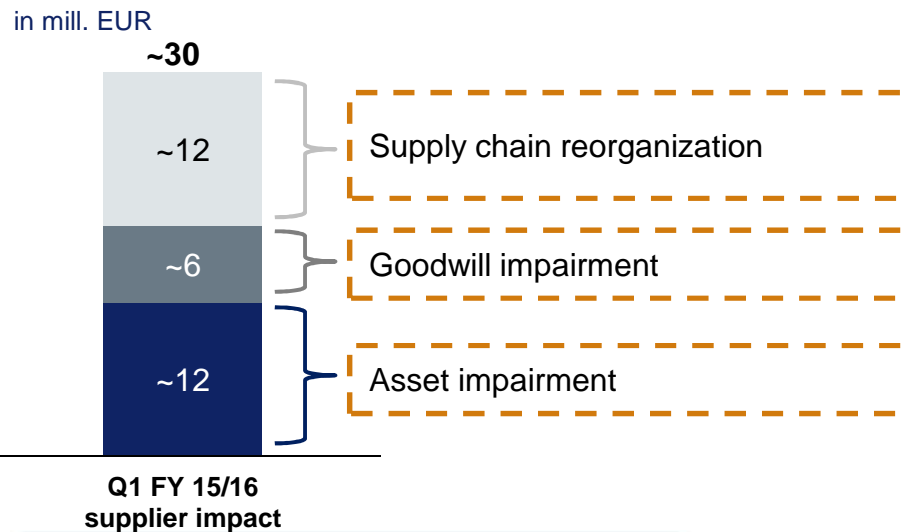 in mill. EUR
~30
~12
Supply chain reorganization
~6
Goodwill impairment
~12
Asset impairment
Q1 FY 15/16
supplier impact